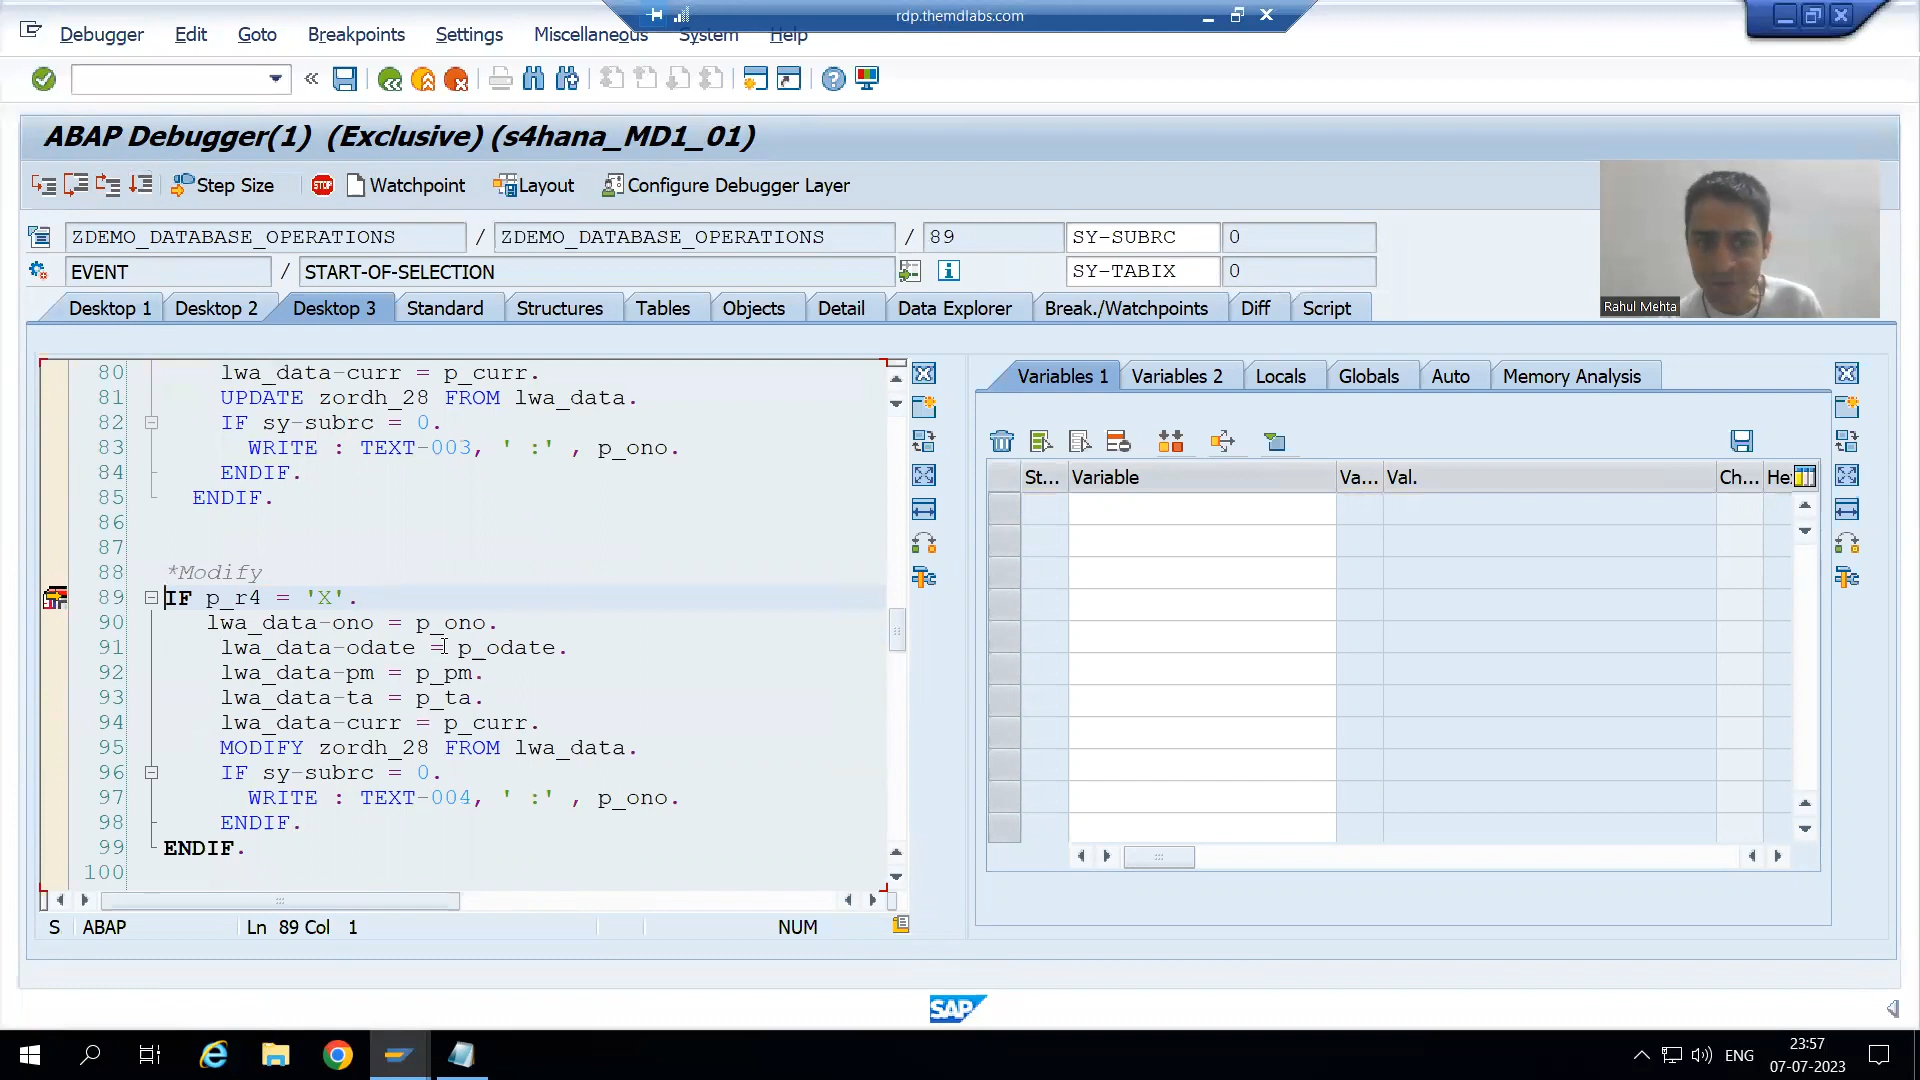 rdp.themdlabs.com
Debugger Edit Goto Breakpoints Settings Miscellaneous System Help
ABAP Debugger(1) (Exclusive) (s4hana_MD1_01)
Step Size STOP Watchpoint Layout Configure Debugger Layer
ZDEMO_DATABASE_OPERATIONS / ZDEMO_DATABASE_OPERATIONS / 89 SY-SUBRC 0
EVENT / START-OF-SELECTION SY-TABIX 0
Rahul Mehta
Desktop 1 Desktop 2 Desktop 3 Standard Structures Tables Objects Detail Data Explorer Break./Watchpoints Diff Script
80 lwa_data-curr = p_curr.
81 UPDATE zordh_28 FROM lwa_data.
82 IF sy-subrc = 0.
83 WRITE : TEXT-003, ' :' , p_ono.
84 ENDIF.
85 ENDIF.
86
87
88 *Modify
89 IF p_r4 = 'X'.
90 lwa_data-ono = p_ono.
91 lwa_data-odate = p_odate.
92 lwa_data-pm = p_pm.
93 lwa_data-ta = p_ta.
94 lwa_data-curr = p_curr.
95 MODIFY zordh_28 FROM lwa_data.
96 IF sy-subrc = 0.
97 WRITE : TEXT-004, ' :' , p_ono.
98 ENDIF.
99 ENDIF.
100
S ABAP Ln 89 Col 1 NUM
Variables 1 Variables 2 Locals Globals Auto Memory Analysis
St... Variable Va... Val. Ch... He
SAP
ENG
23:57
07-07-2023